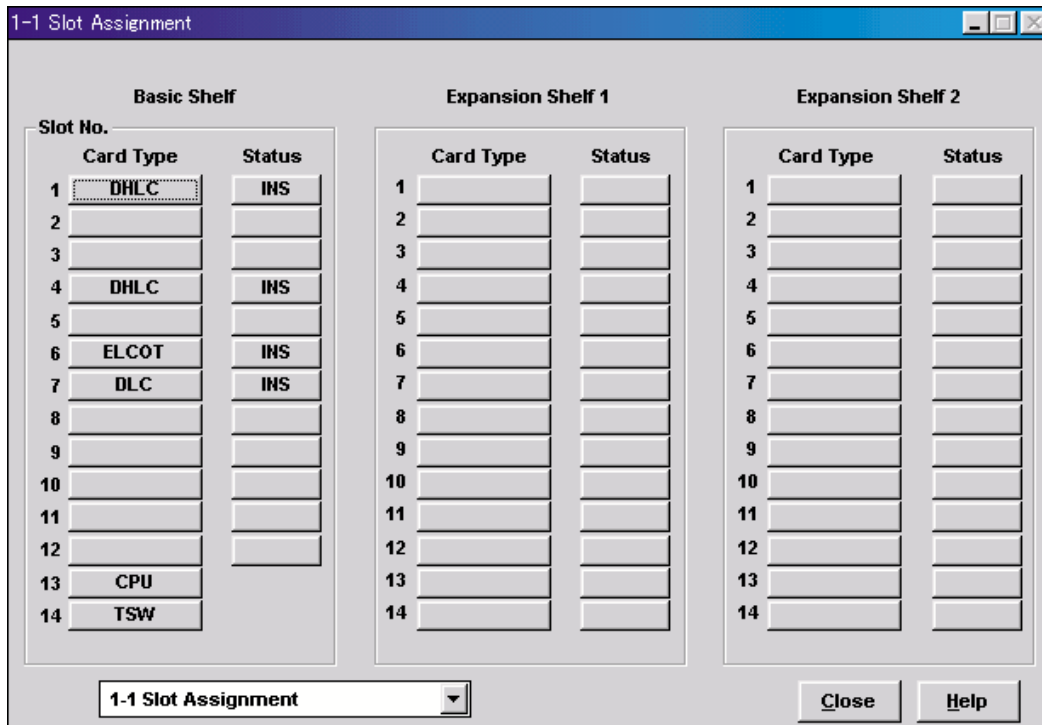 1-1 Slot Assignment
Basic Shelf Expansion Shelf 1 Expansion Shelf 2
Slot No.
Card Type Status Card Type Status Card Type Status
1 DHLC INS 1 1
2 2 2
3 3 3
4 DHLC INS 4 4
5 5 5
6 ELCOT INS 6 6
7 DLC INS 7 7
8 8 8
9 9 9
10 10 10
11 11 11
12 12 12
13 CPU 13 13
14 TSW 14 14
1-1 Slot Assignment Close Help